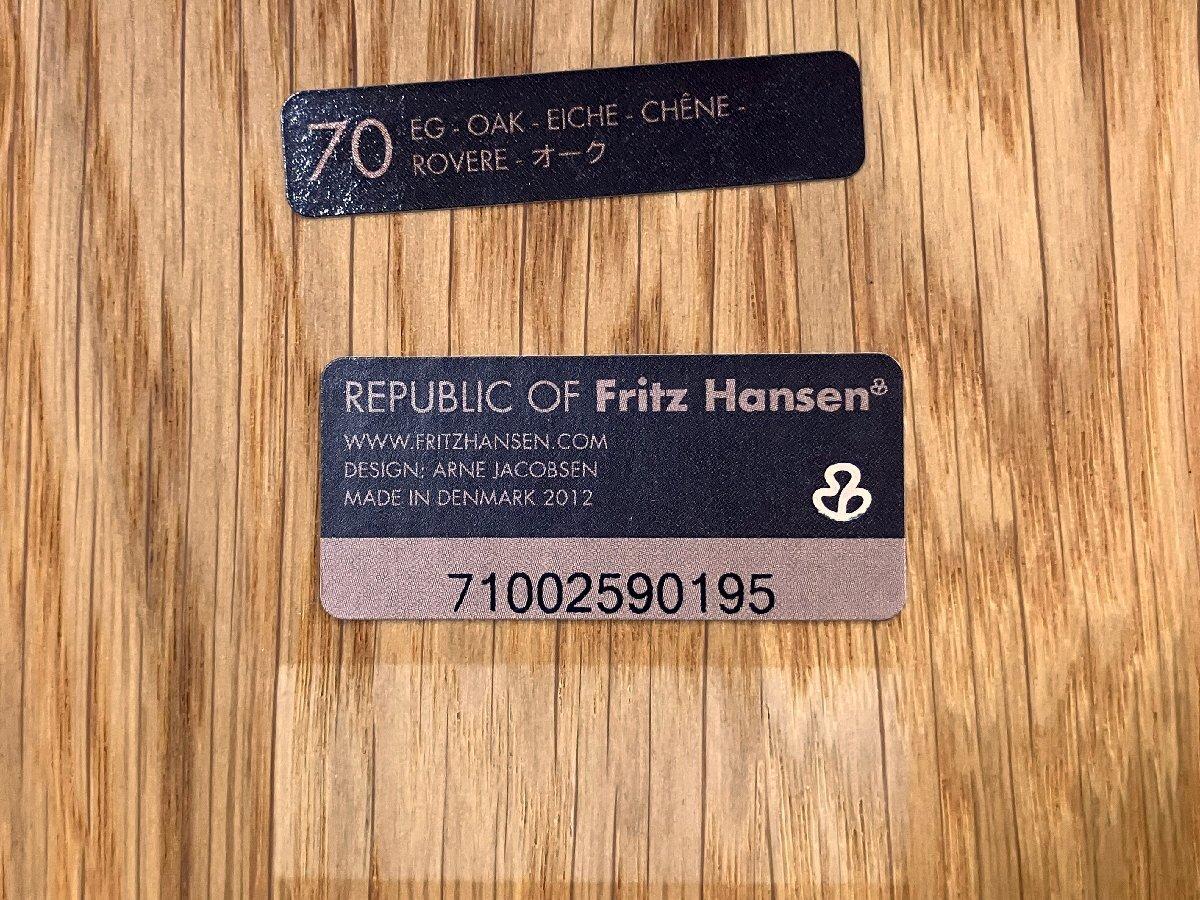 70 EG - OAK - EICHE - CHÊNE -
ROVERE - オーク
REPUBLIC OF Fritz Hansen
WWW.FRITZHANSEN.COM
DESIGN: ARNE JACOBSEN
MADE IN DENMARK 2012
71002590195